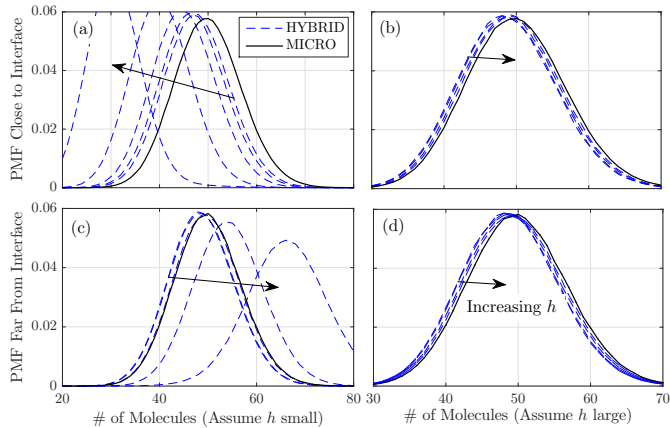 (a)
HYBRID
MICRO
(b)
PMF Close to Interface
0.06
0.04
0.02
0
(c)
(d)
Increasing h
PMF Far From Interface
0.06
0.04
0.02
0
20 40 60 80
30 40 50 60 70
# of Molecules (Assume h small)
# of Molecules (Assume h large)